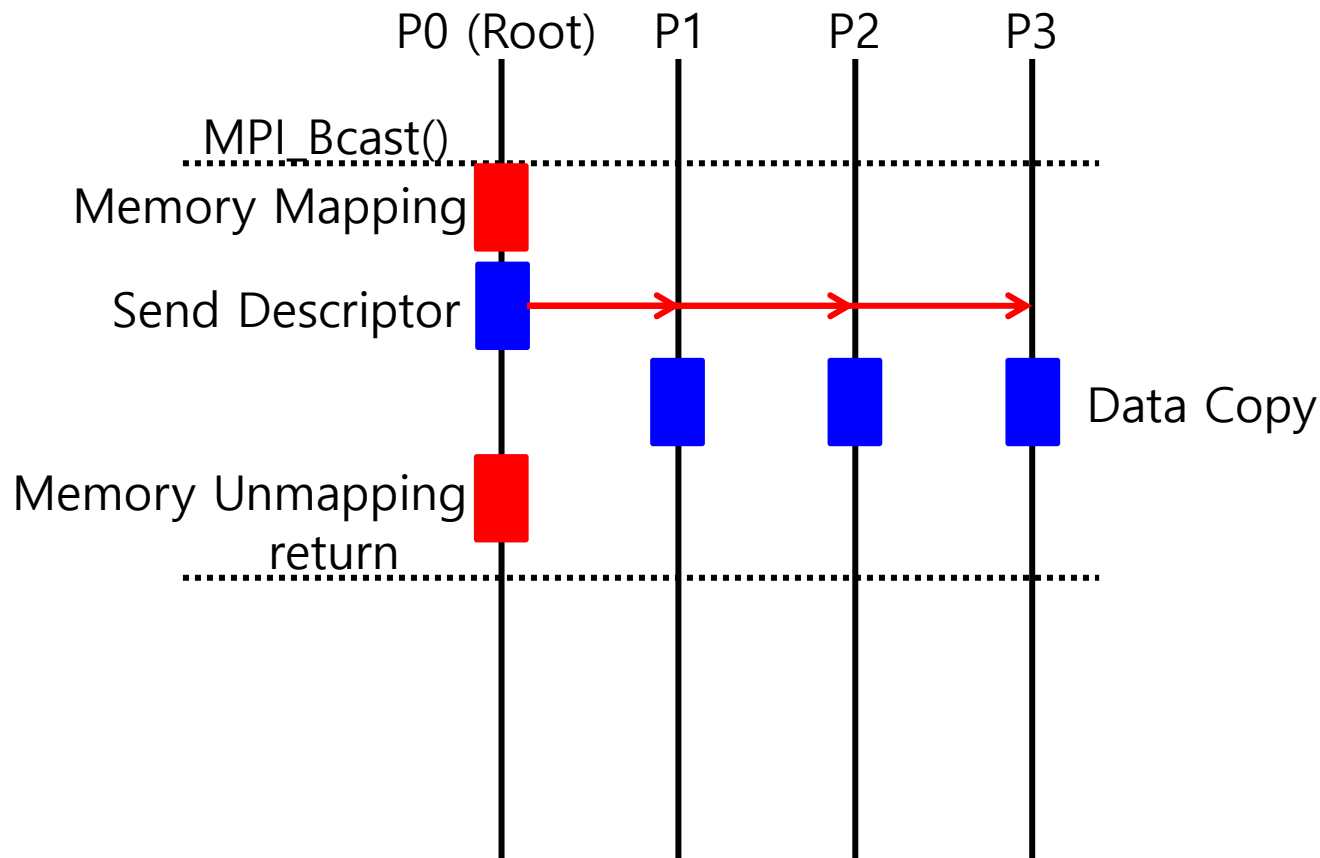 P0 (Root) P1 P2 P3
MPI_Bcast()
Memory Mapping
Send Descriptor
Data Copy
Memory Unmapping
return